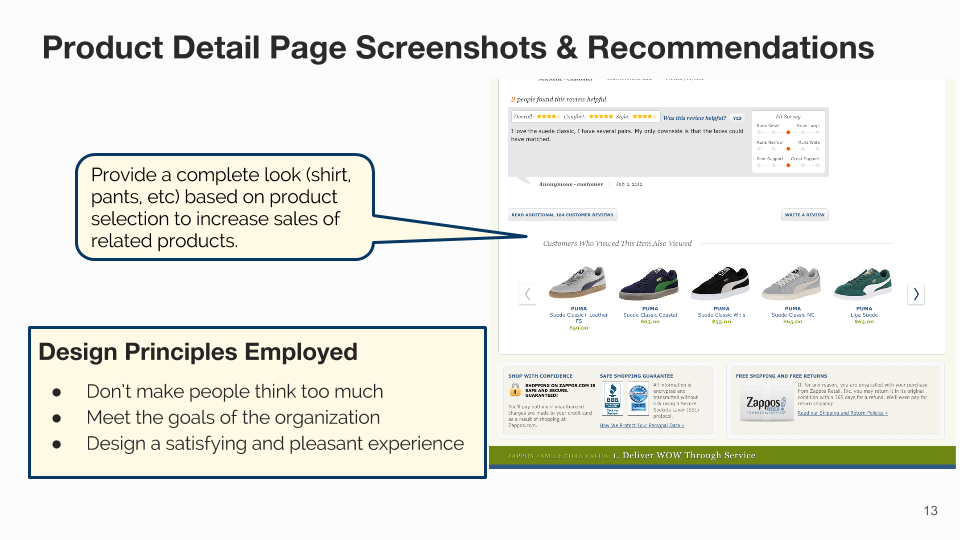 Product Detail Page Screenshots & Recommendations
Provide a complete look (shirt,
pants, etc) based on product
selection to increase sales of
related products.
Design Principles Employed
● Don't make people think too much
● Meet the goals of the organization
● Design a satisfying and pleasant experience
2 people found this review helpful
Overall: Comfort: Style: Was this review helpful? YES
I love the suede classic, I have several pairs. My only downside is that the laces could
have matched.
Fit Survey
Runs Small
Runs Narrow Runs Wide
Poor Support Great Support
Anonymous - customer July 2, 2012
READ ADDITIONAL 104 CUSTOMER REVIEWS WRITE A REVIEW
Customers Who Viewed This Item Also Viewed
PUMA PUMA PUMA PUMA PUMA
Suede Classic+ Leather Suede Classic Coastal Suede Classic Suede Classic NC Liga Suede
FS $65.00 $55.00 $65.00 $65.00
SHOP WITH CONFIDENCE SAFE SHOPPING GUARANTEE FREE SHIPPING AND FREE RETURNS
SHOPPING ON ZAPPOS.COM IS
SAFE AND SECURE.
GUARANTEED!
You'll pay nothing if unauthorized
charges are made to your credit card
as a result of shopping at
Zappos.com.
BBB
All information is
encrypted and
transmitted without
risk using a Secure
Sockets Layer (SSL)
protocol.
How We Protect Your Personal Data »
Zappos
If, for any reason, you are unsatisfied with your purchase
from Zappos Retail, Inc. you may return it in its original
condition within 365 days for a refund. We'll even pay for
return shipping!
Read our Shipping and Return Policies »
ZAPPOS FAMILY CORE VALUE 1. Deliver WOW Through Service
13